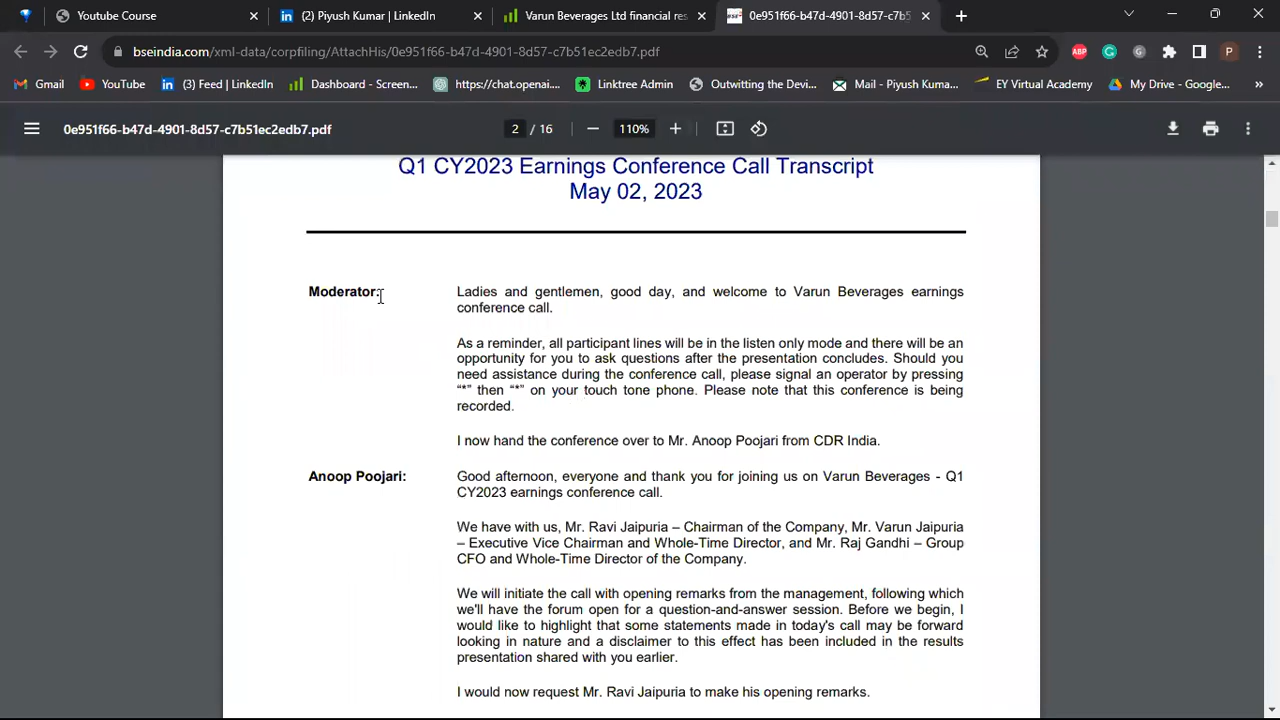 Youtube Course
(2) Piyush Kumar | LinkedIn
Varun Beverages Ltd financial res
0e951f66-b47d-4901-8d57-c7b5
bseindia.com/xml-data/corpfiling/AttachHis/0e951f66-b47d-4901-8d57-c7b51ec2edb7.pdf
ABP
G
G
P
Gmail
YouTube
(3) Feed | LinkedIn
Dashboard - Screen...
https://chat.openai....
Linktree Admin
Outwitting the Devi...
Mail - Piyush Kuma...
EY Virtual Academy
My Drive - Google...
»
0e951f66-b47d-4901-8d57-c7b51ec2edb7.pdf
2 / 16
110%
Q1 CY2023 Earnings Conference Call Transcript
May 02, 2023
Moderator:
Ladies and gentlemen, good day, and welcome to Varun Beverages earnings
conference call.
As a reminder, all participant lines will be in the listen only mode and there will be an
opportunity for you to ask questions after the presentation concludes. Should you
need assistance during the conference call, please signal an operator by pressing
“*” then “*” on your touch tone phone. Please note that this conference is being
recorded.
I now hand the conference over to Mr. Anoop Poojari from CDR India.
Anoop Poojari:
Good afternoon, everyone and thank you for joining us on Varun Beverages - Q1
CY2023 earnings conference call.
We have with us, Mr. Ravi Jaipuria – Chairman of the Company, Mr. Varun Jaipuria
– Executive Vice Chairman and Whole-Time Director, and Mr. Raj Gandhi – Group
CFO and Whole-Time Director of the Company.
We will initiate the call with opening remarks from the management, following which
we'll have the forum open for a question-and-answer session. Before we begin, I
would like to highlight that some statements made in today's call may be forward
looking in nature and a disclaimer to this effect has been included in the results
presentation shared with you earlier.
I would now request Mr. Ravi Jaipuria to make his opening remarks.